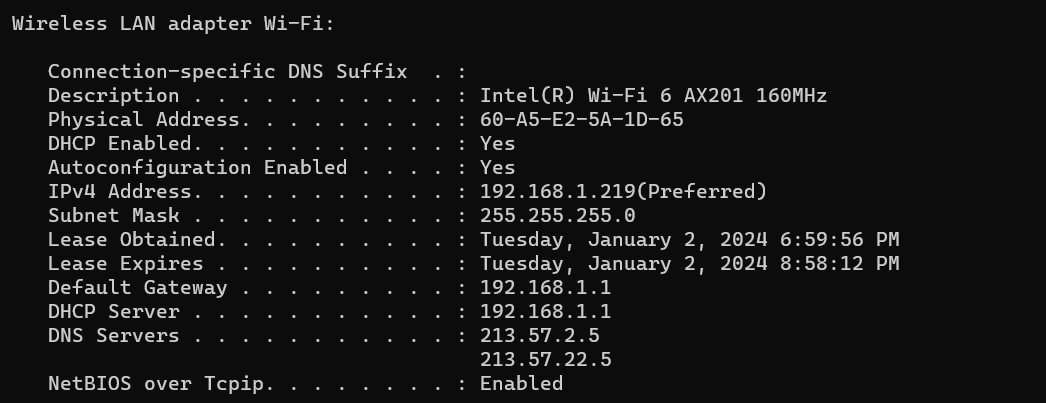 Wireless LAN adapter Wi-Fi:
Connection-specific DNS Suffix  . :
Description . . . . . . . . . . . : Intel(R) Wi-Fi 6 AX201 160MHz
Physical Address. . . . . . . . . : 60-A5-E2-5A-1D-65
DHCP Enabled. . . . . . . . . . . : Yes
Autoconfiguration Enabled . . . . : Yes
IPv4 Address. . . . . . . . . . . : 192.168.1.219(Preferred)
Subnet Mask . . . . . . . . . . . : 255.255.255.0
Lease Obtained. . . . . . . . . . : Tuesday, January 2, 2024 6:59:56 PM
Lease Expires . . . . . . . . . . : Tuesday, January 2, 2024 8:58:12 PM
Default Gateway . . . . . . . . . : 192.168.1.1
DHCP Server . . . . . . . . . . . : 192.168.1.1
DNS Servers . . . . . . . . . . . : 213.57.2.5
213.57.22.5
NetBIOS over Tcpip. . . . . . . . : Enabled